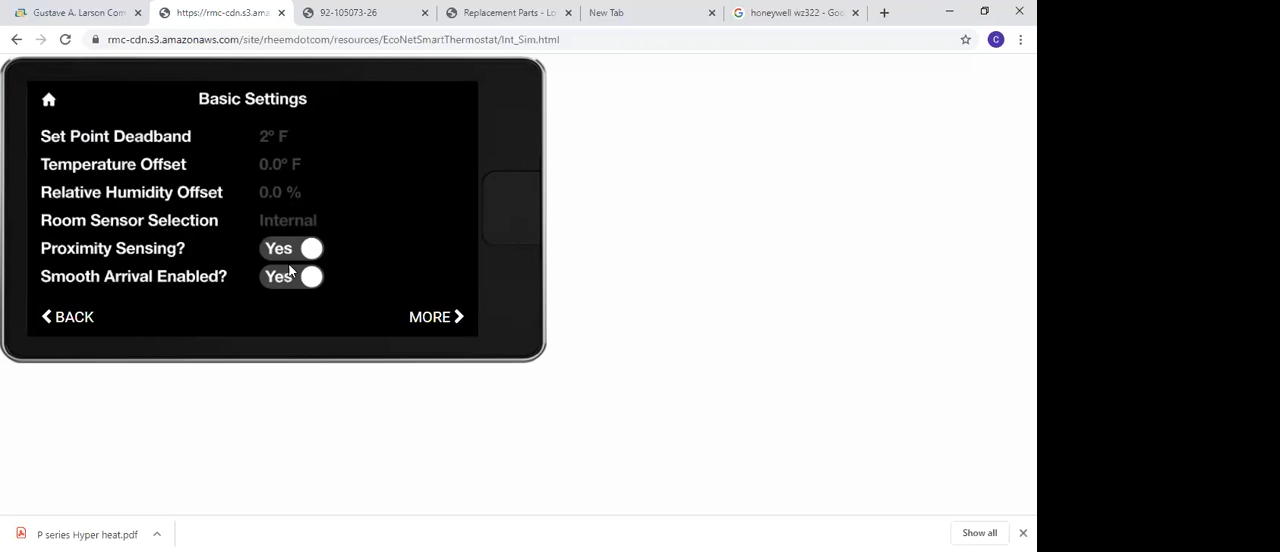 Gustave A. Larson Com
https://rmc-cdn.s3.ama
92-105073-26
Replacement Parts - Lo
New Tab
honeywell wz322 - Goo
rmc-cdn.s3.amazonaws.com/site/rheemdotcom/resources/EcoNetSmartThermostat/Int_Sim.html
C
Basic Settings
Set Point Deadband 2° F
Temperature Offset 0.0° F
Relative Humidity Offset 0.0 %
Room Sensor Selection Internal
Proximity Sensing? Yes
Smooth Arrival Enabled? Yes
BACK MORE
P series Hyper heat.pdf
Show all